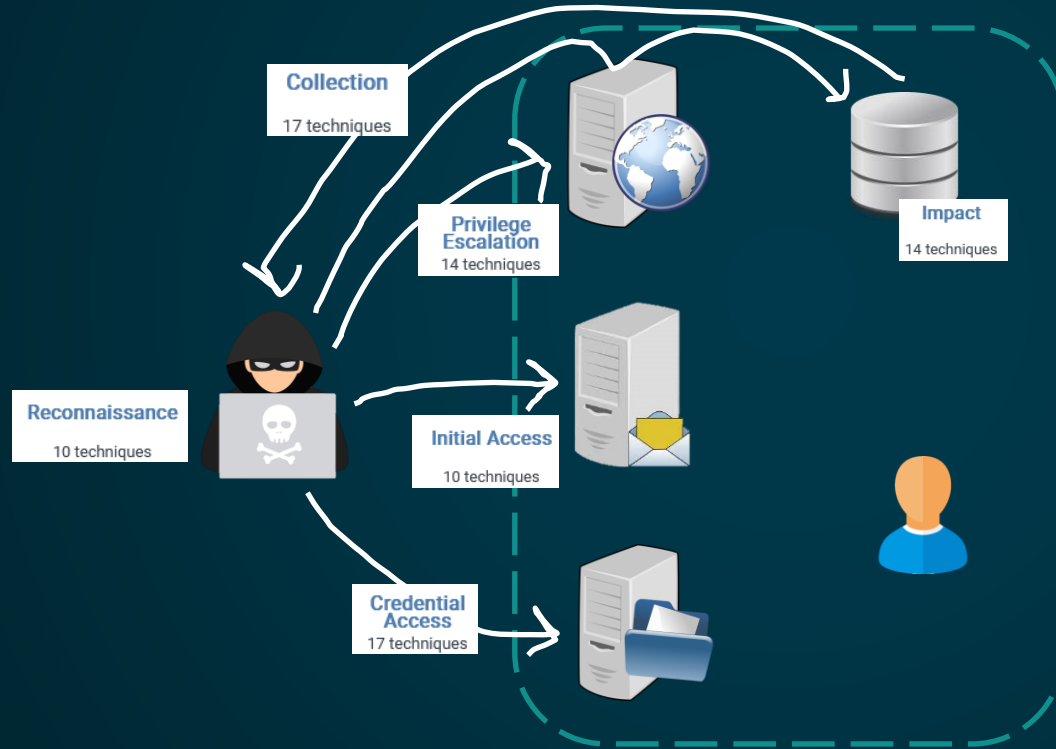 Collection
17 techniques
Privilege
Escalation
14 techniques
Impact
14 techniques
Reconnaissance
10 techniques
Initial Access
10 techniques
Credential
Access
17 techniques